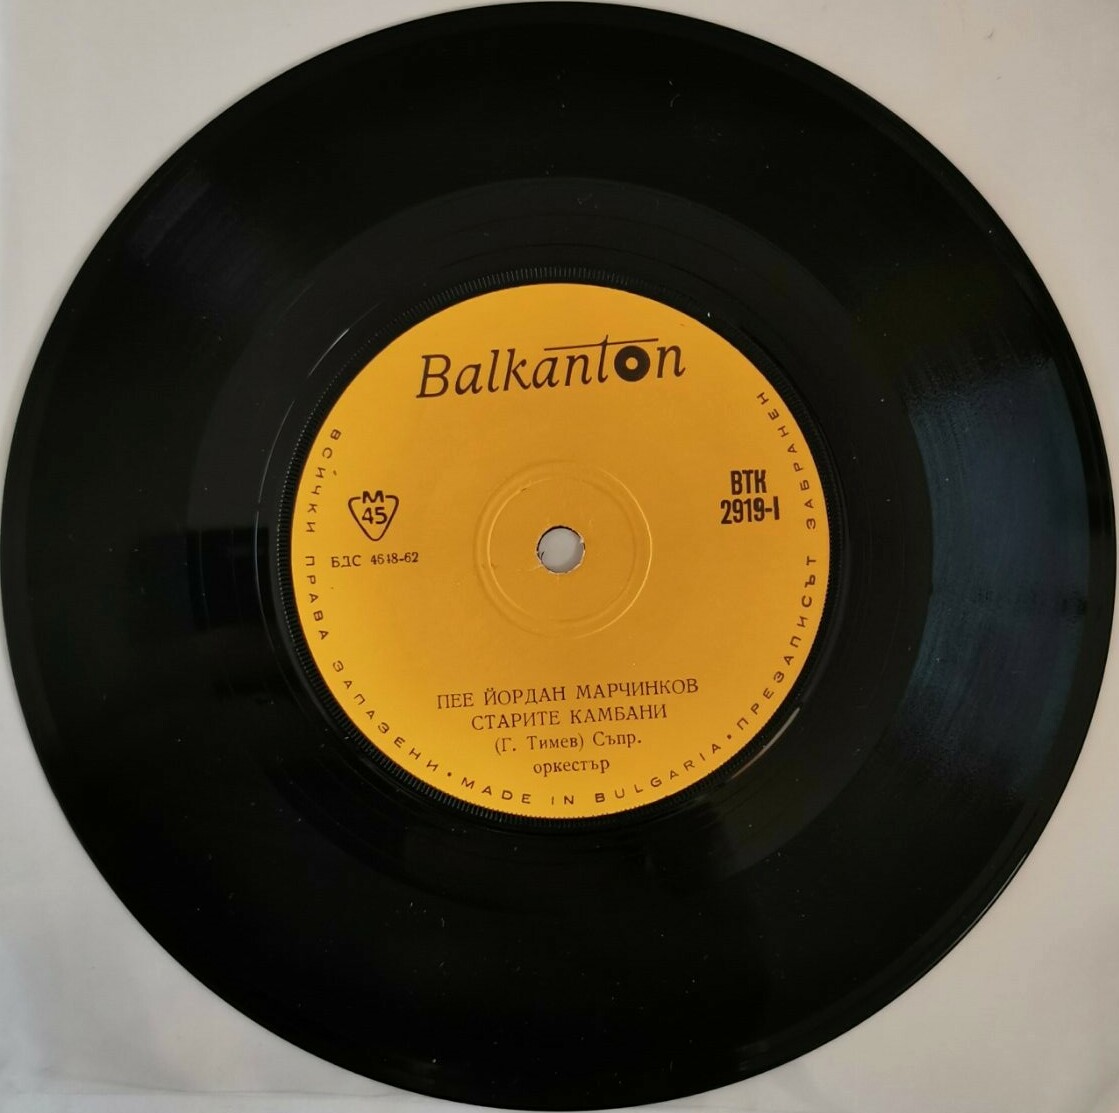 Balkanton
ВТК
2919-I
М
45
БДС 4648-62
ПЕЕ ЙОРДАН МАРЧИНКОВ
СТАРИТЕ КАМБАНИ
(Г. Тимев) Съпр.
оркестър
ВСИЧКИ ПРАВА ЗАПАЗЕНИ • MADE IN BULGARIA • ПРЕЗАПИСЪТ ЗАБРАНЕН